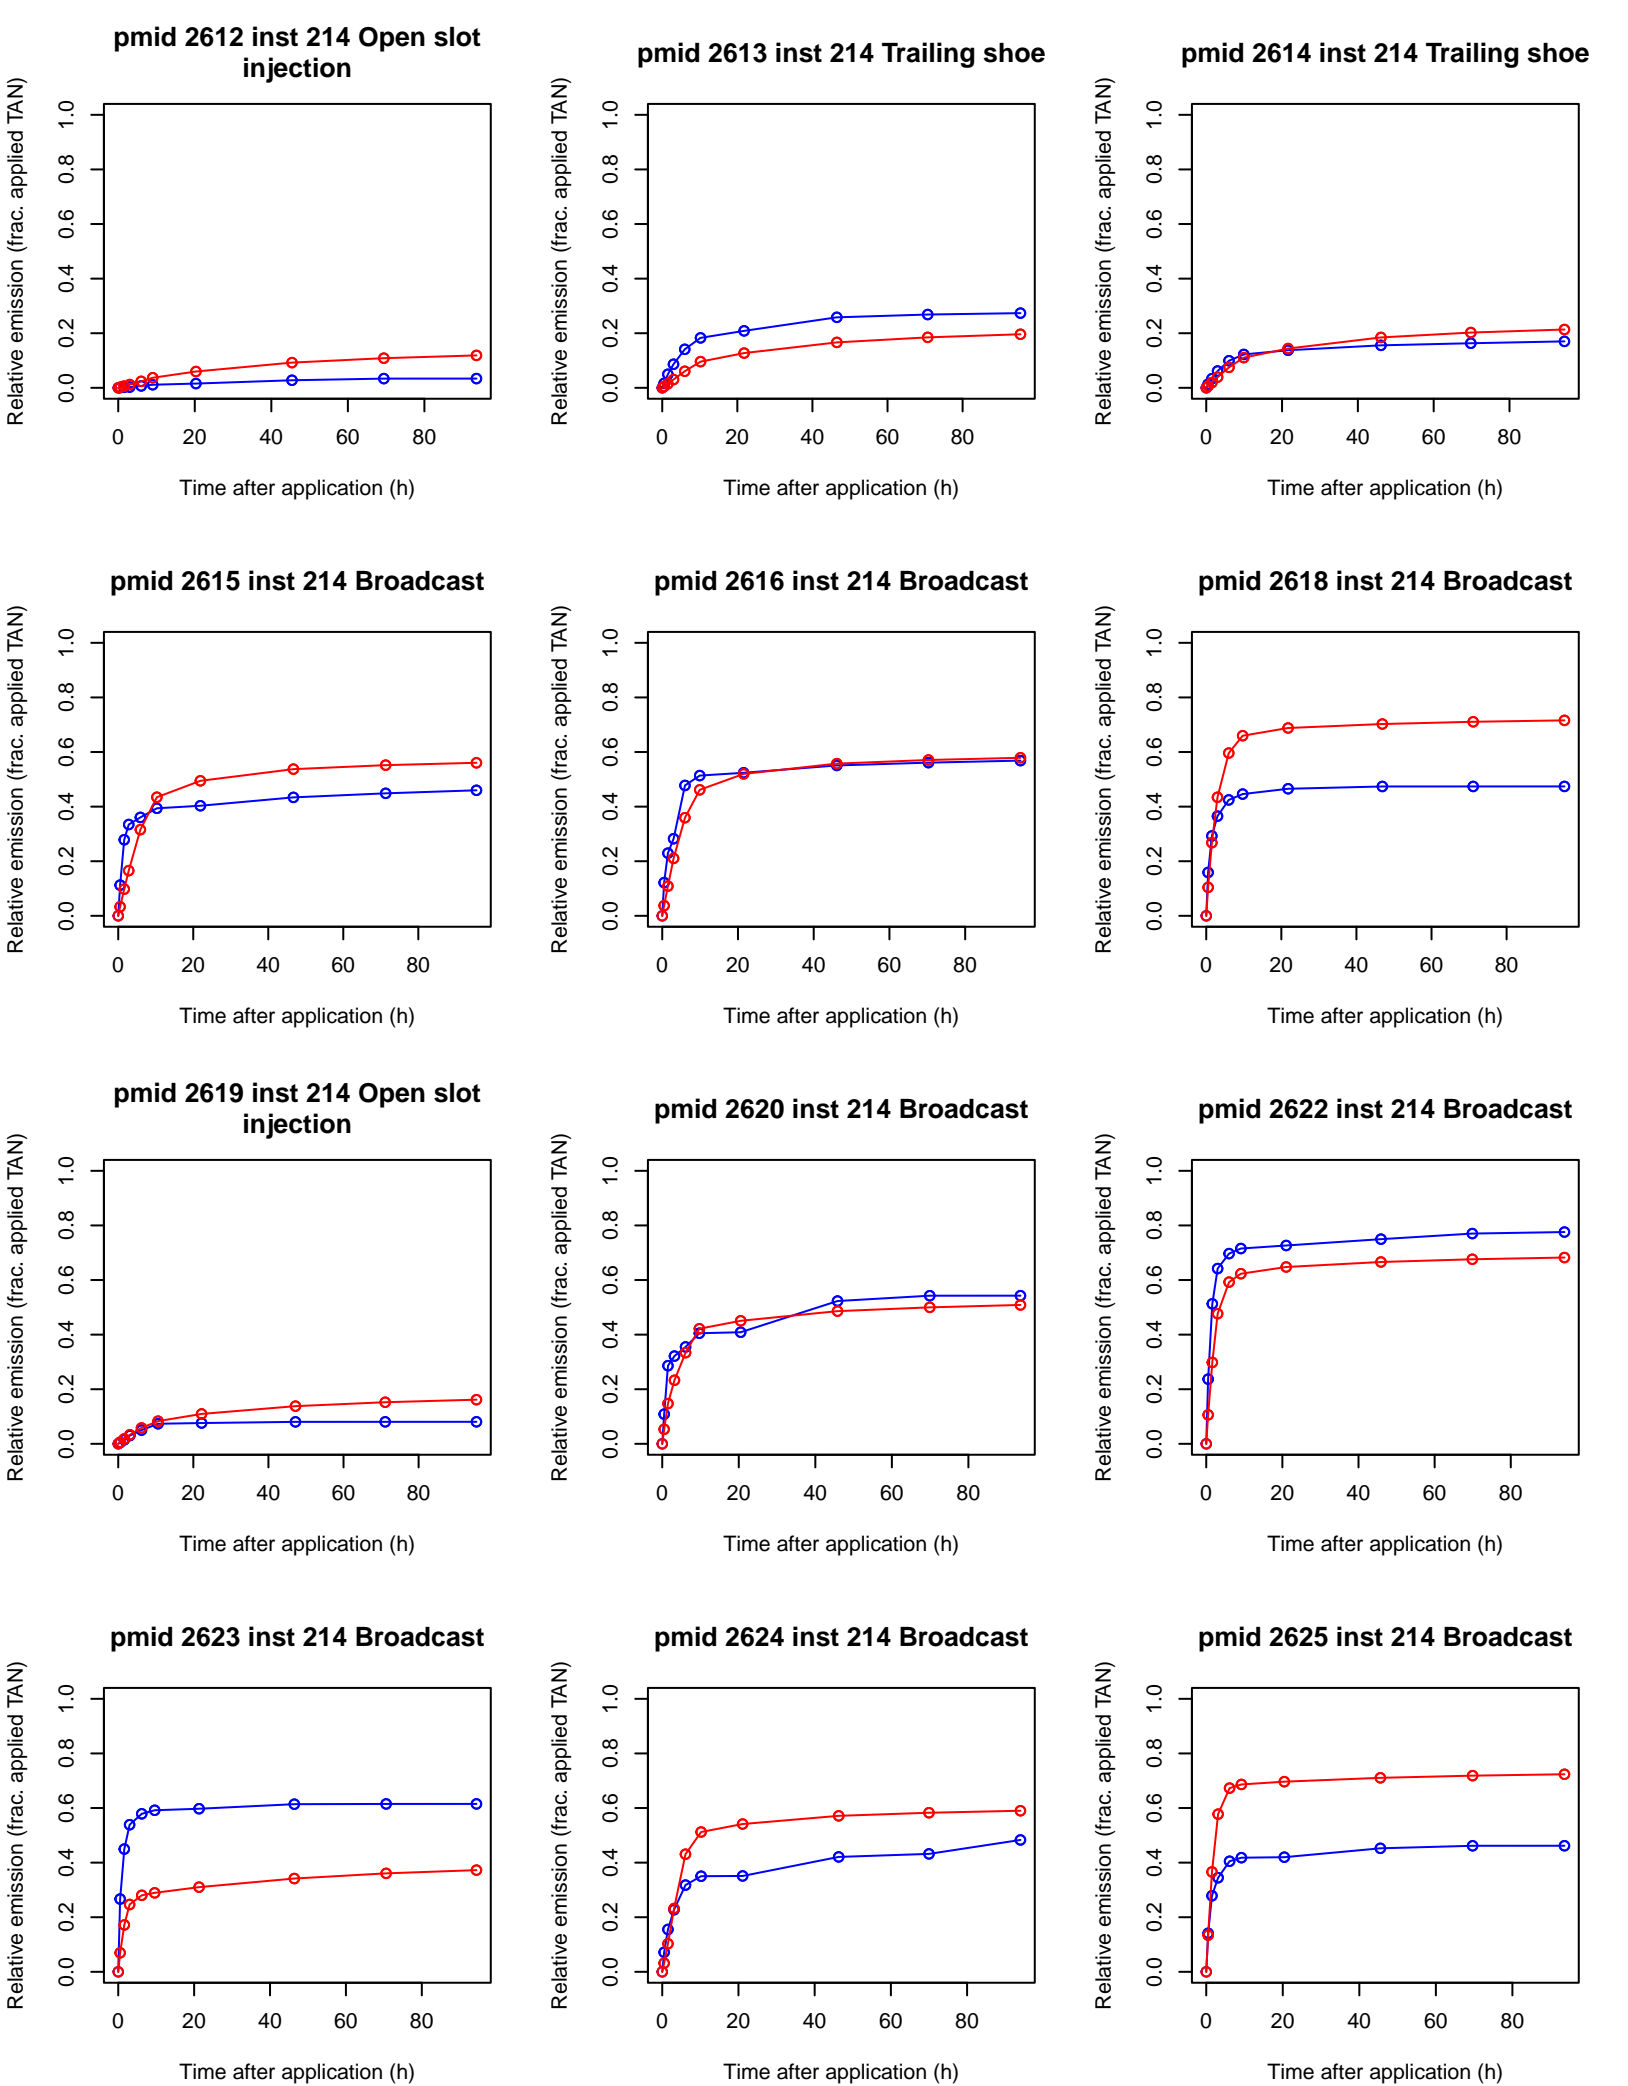 pmid 2612 inst 214 Open slot
injection
Relative emission (frac. applied TAN)
0.0 0.2 0.4 0.6 0.8 1.0
0 20 40 60 80
Time after application (h)
pmid 2613 inst 214 Trailing shoe
Relative emission (frac. applied TAN)
0.0 0.2 0.4 0.6 0.8 1.0
0 20 40 60 80
Time after application (h)
pmid 2614 inst 214 Trailing shoe
Relative emission (frac. applied TAN)
0.0 0.2 0.4 0.6 0.8 1.0
0 20 40 60 80
Time after application (h)
pmid 2615 inst 214 Broadcast
Relative emission (frac. applied TAN)
0.0 0.2 0.4 0.6 0.8 1.0
0 20 40 60 80
Time after application (h)
pmid 2616 inst 214 Broadcast
Relative emission (frac. applied TAN)
0.0 0.2 0.4 0.6 0.8 1.0
0 20 40 60 80
Time after application (h)
pmid 2618 inst 214 Broadcast
Relative emission (frac. applied TAN)
0.0 0.2 0.4 0.6 0.8 1.0
0 20 40 60 80
Time after application (h)
pmid 2619 inst 214 Open slot
injection
Relative emission (frac. applied TAN)
0.0 0.2 0.4 0.6 0.8 1.0
0 20 40 60 80
Time after application (h)
pmid 2620 inst 214 Broadcast
Relative emission (frac. applied TAN)
0.0 0.2 0.4 0.6 0.8 1.0
0 20 40 60 80
Time after application (h)
pmid 2622 inst 214 Broadcast
Relative emission (frac. applied TAN)
0.0 0.2 0.4 0.6 0.8 1.0
0 20 40 60 80
Time after application (h)
pmid 2623 inst 214 Broadcast
Relative emission (frac. applied TAN)
0.0 0.2 0.4 0.6 0.8 1.0
0 20 40 60 80
Time after application (h)
pmid 2624 inst 214 Broadcast
Relative emission (frac. applied TAN)
0.0 0.2 0.4 0.6 0.8 1.0
0 20 40 60 80
Time after application (h)
pmid 2625 inst 214 Broadcast
Relative emission (frac. applied TAN)
0.0 0.2 0.4 0.6 0.8 1.0
0 20 40 60 80
Time after application (h)